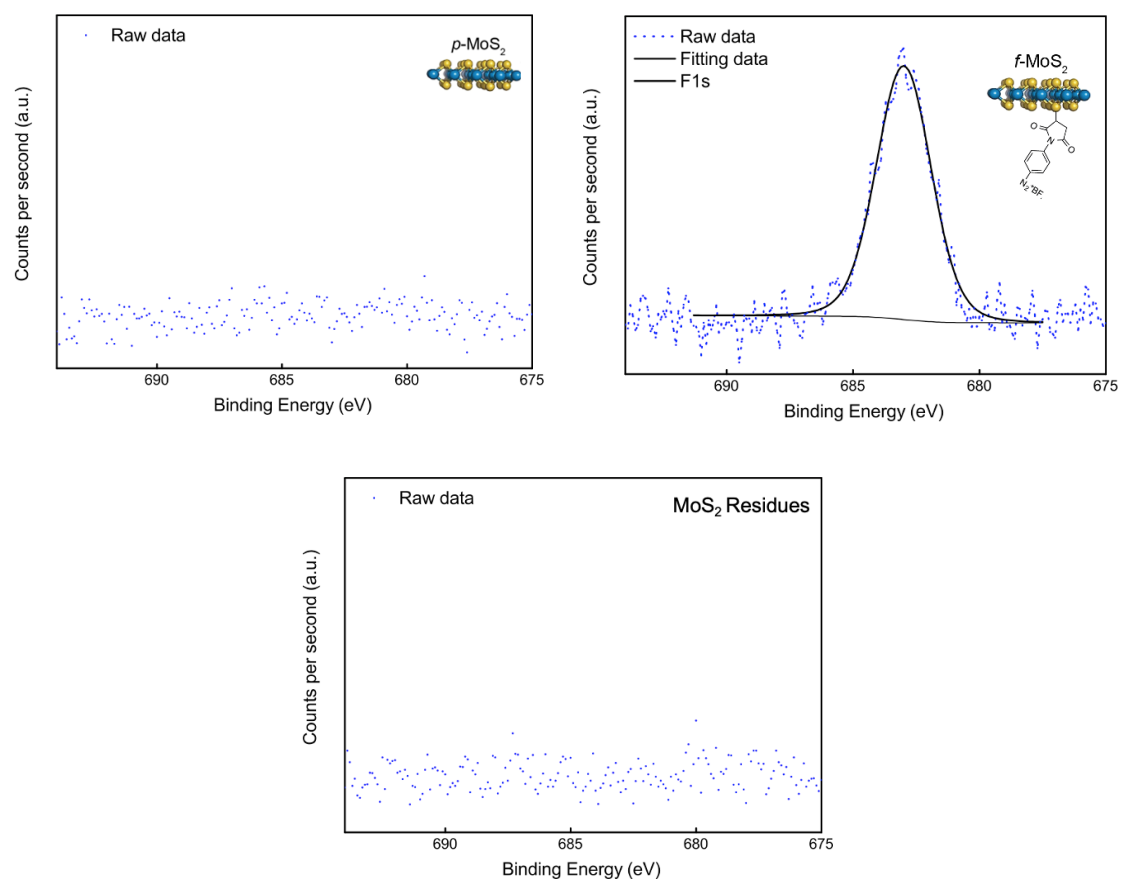 Raw data
p-MoS₂
Counts per second (a.u.)
690 685 680 675
Binding Energy (eV)
Raw data
Fitting data
F1s
f-MoS₂
O
N
O
N₂⁺BF.
Counts per second (a.u.)
690 685 680 675
Binding Energy (eV)
Raw data
MoS₂ Residues
Counts per second (a.u.)
690 685 680 675
Binding Energy (eV)